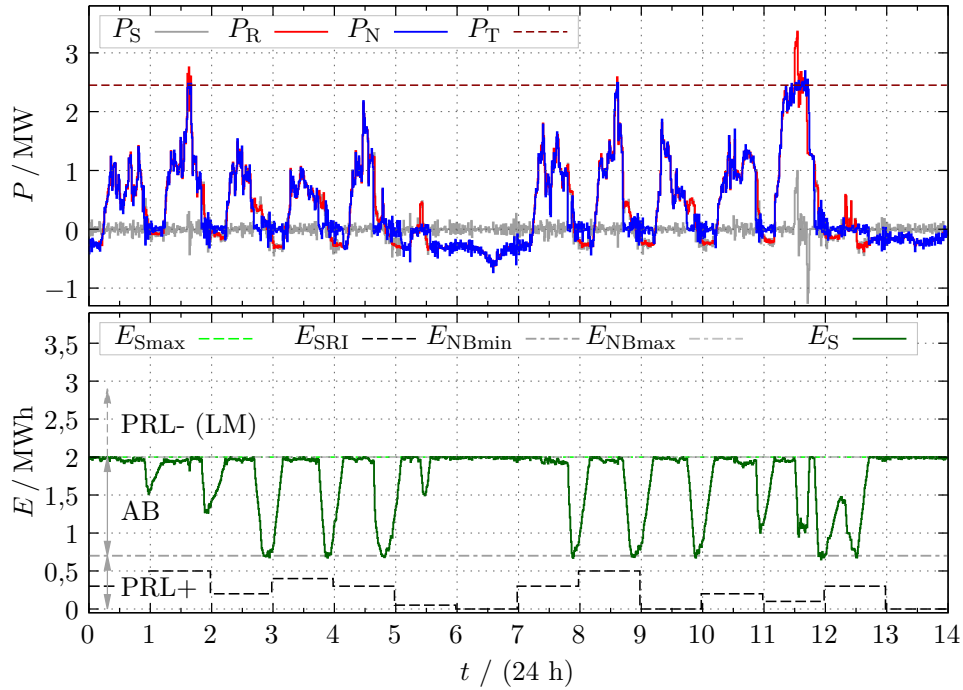 P_S P_R P_N P_T
3
2
1
0
−1
P / MW
E_Smax E_SRI E_NBmin E_NBmax E_S
3,5
3
2,5
2
1,5
1
0,5
0
E / MWh
PRL- (LM)
AB
PRL+
0 1 2 3 4 5 6 7 8 9 10 11 12 13 14
t / (24 h)